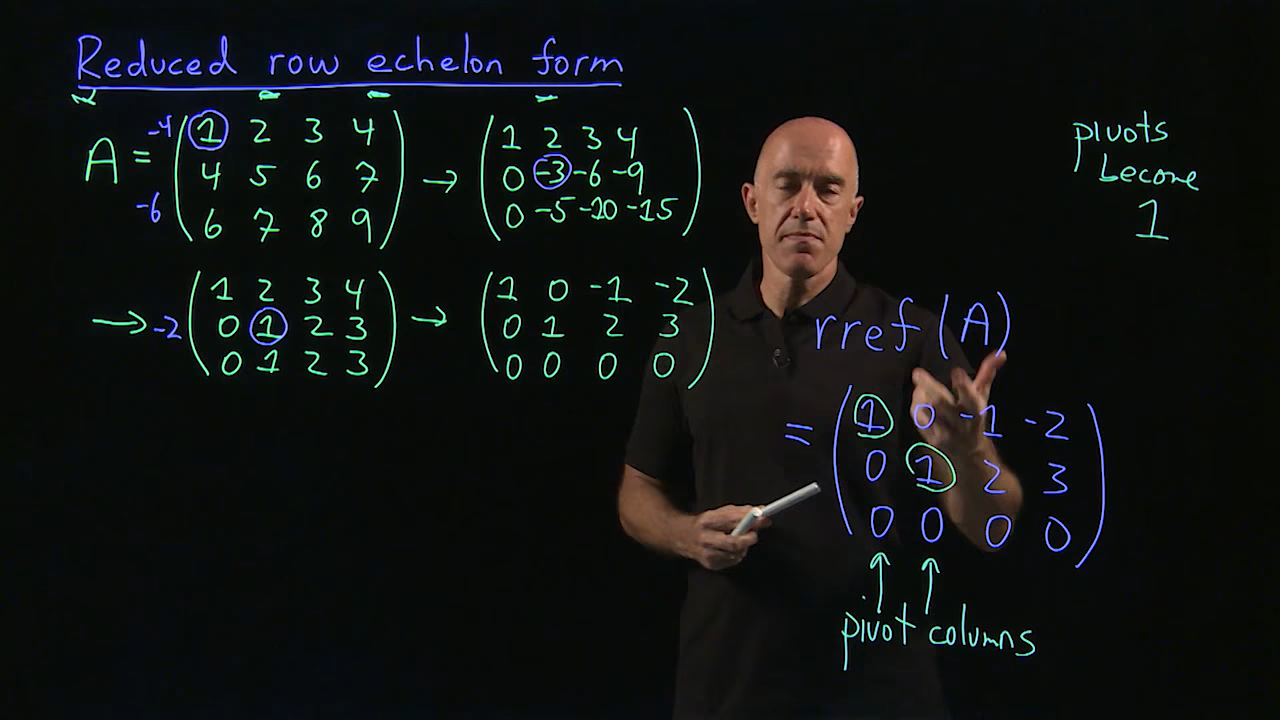 Reduced row echelon form
A = -4 -6 (1 2 3 4
4 5 6 7
6 7 8 9) → (1 2 3 4
0 -3 -6 -9
0 -5 -10 -15)
→ -2 (1 2 3 4
0 1 2 3
0 1 2 3) → (1 0 -1 -2
0 1 2 3
0 0 0 0)
pivots
become
1
rref (A)
= (1 0 -1 -2
0 1 2 3
0 0 0 0)
↑ ↑
pivot columns